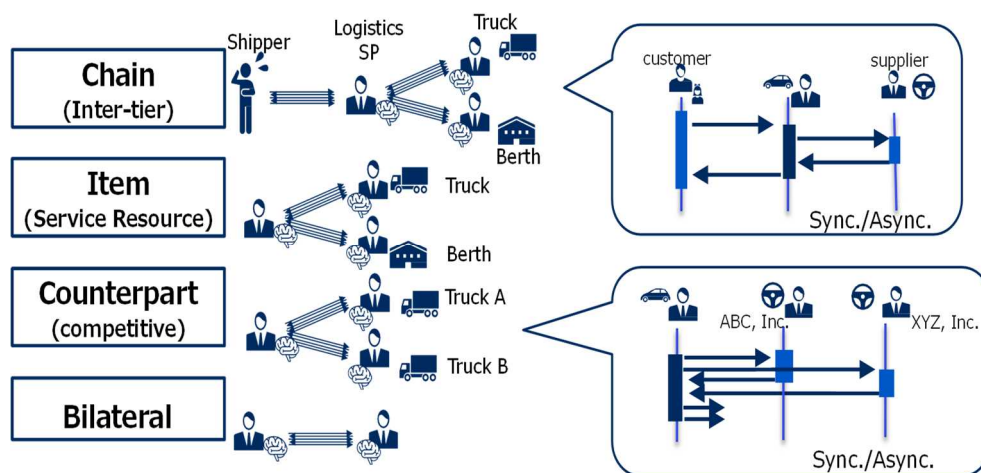 Chain
(Inter-tier)
Shipper
Logistics
SP
Truck
Berth
Item
(Service Resource)
Truck
Berth
Counterpart
(competitive)
Truck A
Truck B
Bilateral
customer
supplier
Sync./Async.
ABC, Inc.
XYZ, Inc.
Sync./Async.